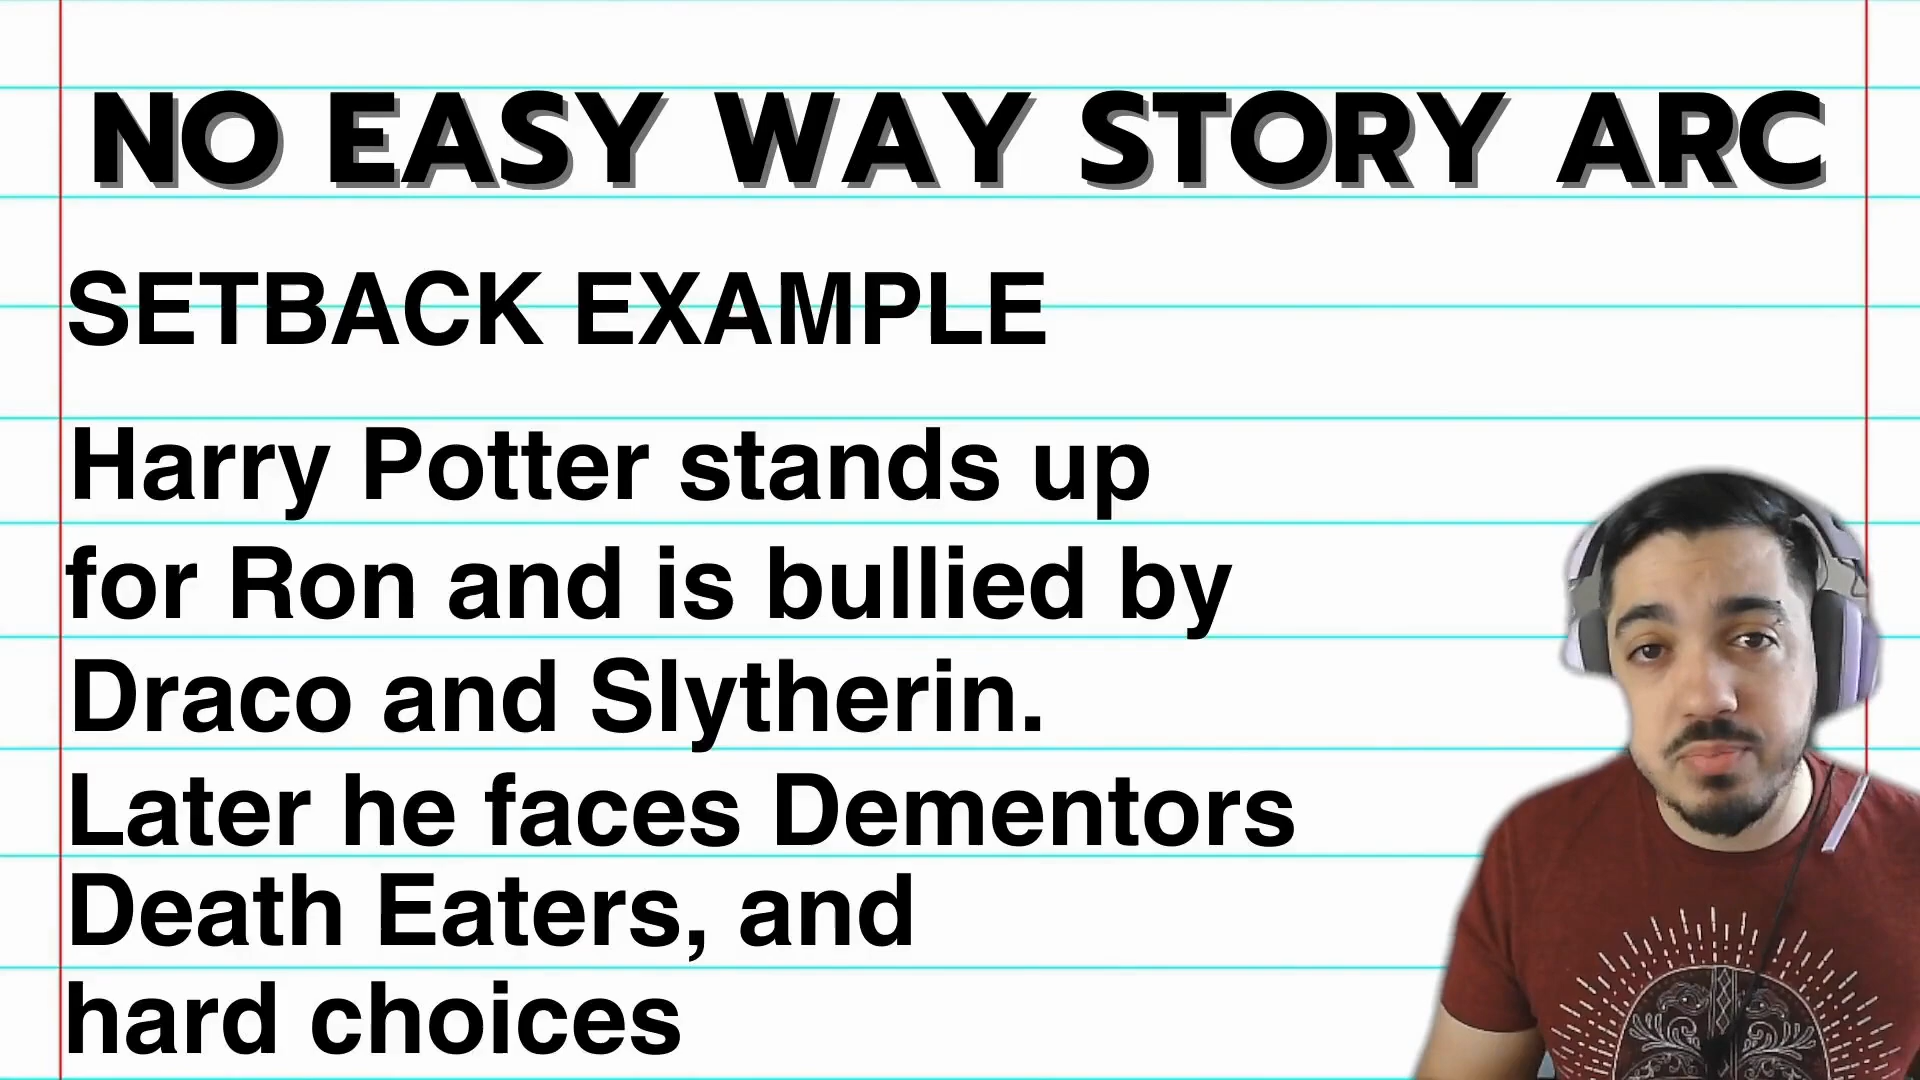 NO EASY WAY STORY ARC
SETBACK EXAMPLE
Harry Potter stands up
for Ron and is bullied by
Draco and Slytherin.
Later he faces Dementors
Death Eaters, and
hard choices